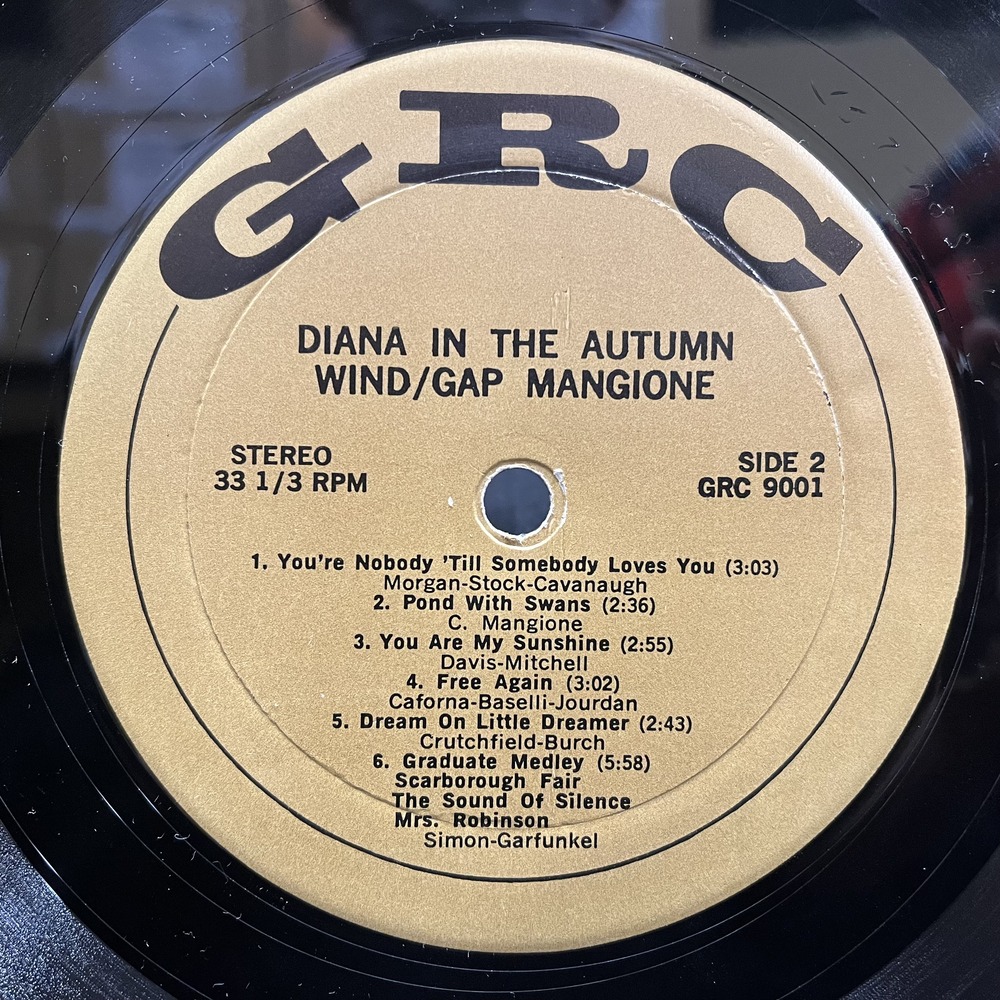 GRC
DIANA IN THE AUTUMN
WIND/GAP MANGIONE
STEREO
33 1/3 RPM
SIDE 2
GRC 9001
1. You're Nobody 'Till Somebody Loves You (3:03)
Morgan-Stock-Cavanaugh
2. Pond With Swans (2:36)
C. Mangione
3. You Are My Sunshine (2:55)
Davis-Mitchell
4. Free Again (3:02)
Caforna-Baselli-Jourdan
5. Dream On Little Dreamer (2:43)
Crutchfield-Burch
6. Graduate Medley (5:58)
Scarborough Fair
The Sound Of Silence
Mrs. Robinson
Simon-Garfunkel